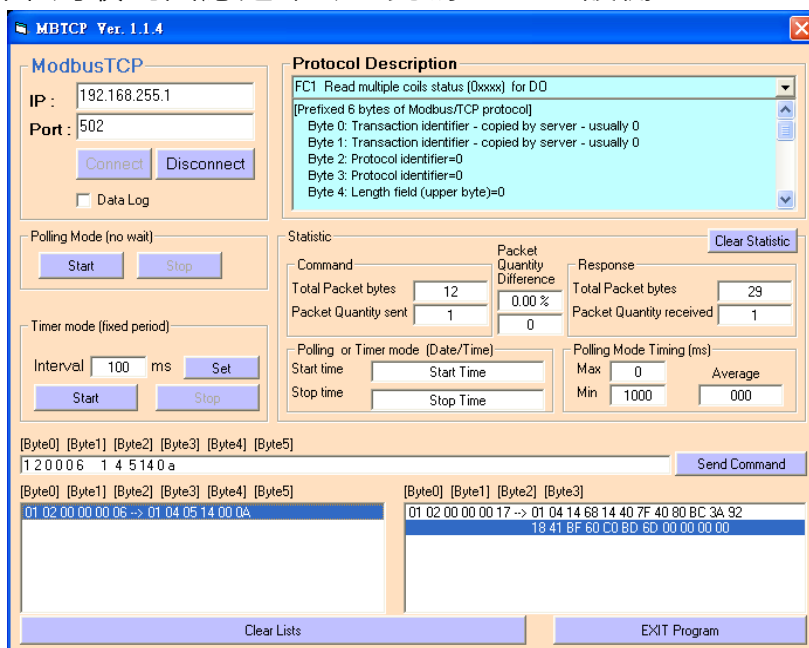 MBTCP Ver. 1.1.4
ModbusTCP
IP : 192.168.255.1
Port : 502
Connect Disconnect
Data Log
Protocol Description
FC1 Read multiple coils status (0xxxx) for DO
[Prefixed 6 bytes of Modbus/TCP protocol]
Byte 0: Transaction identifier - copied by server - usually 0
Byte 1: Transaction identifier - copied by server - usually 0
Byte 2: Protocol identifier=0
Byte 3: Protocol identifier=0
Byte 4: Length field (upper byte)=0
Polling Mode (no wait)
Start Stop
Timer mode (fixed period)
Interval 100 ms Set
Start Stop
Statistic
Clear Statistic
Command
Total Packet bytes 12
Packet Quantity sent 1
Packet
Quantity
Difference
0.00 %
0
Response
Total Packet bytes 29
Packet Quantity received 1
Polling or Timer mode (Date/Time)
Start time Start Time
Stop time Stop Time
Polling Mode Timing (ms)
Max 0 Average
Min 1000 000
[Byte0] [Byte1] [Byte2] [Byte3] [Byte4] [Byte5]
1 2 0 0 0 6 1 4 5 14 0 a
Send Command
[Byte0] [Byte1] [Byte2] [Byte3] [Byte4] [Byte5]
01 02 00 00 00 06 --> 01 04 05 14 00 0A
[Byte0] [Byte1] [Byte2] [Byte3]
01 02 00 00 00 17 --> 01 04 14 68 14 40 7F 40 80 BC 3A 92
18 41 BF 60 C0 BD 6D 00 00 00 00
Clear Lists
EXIT Program